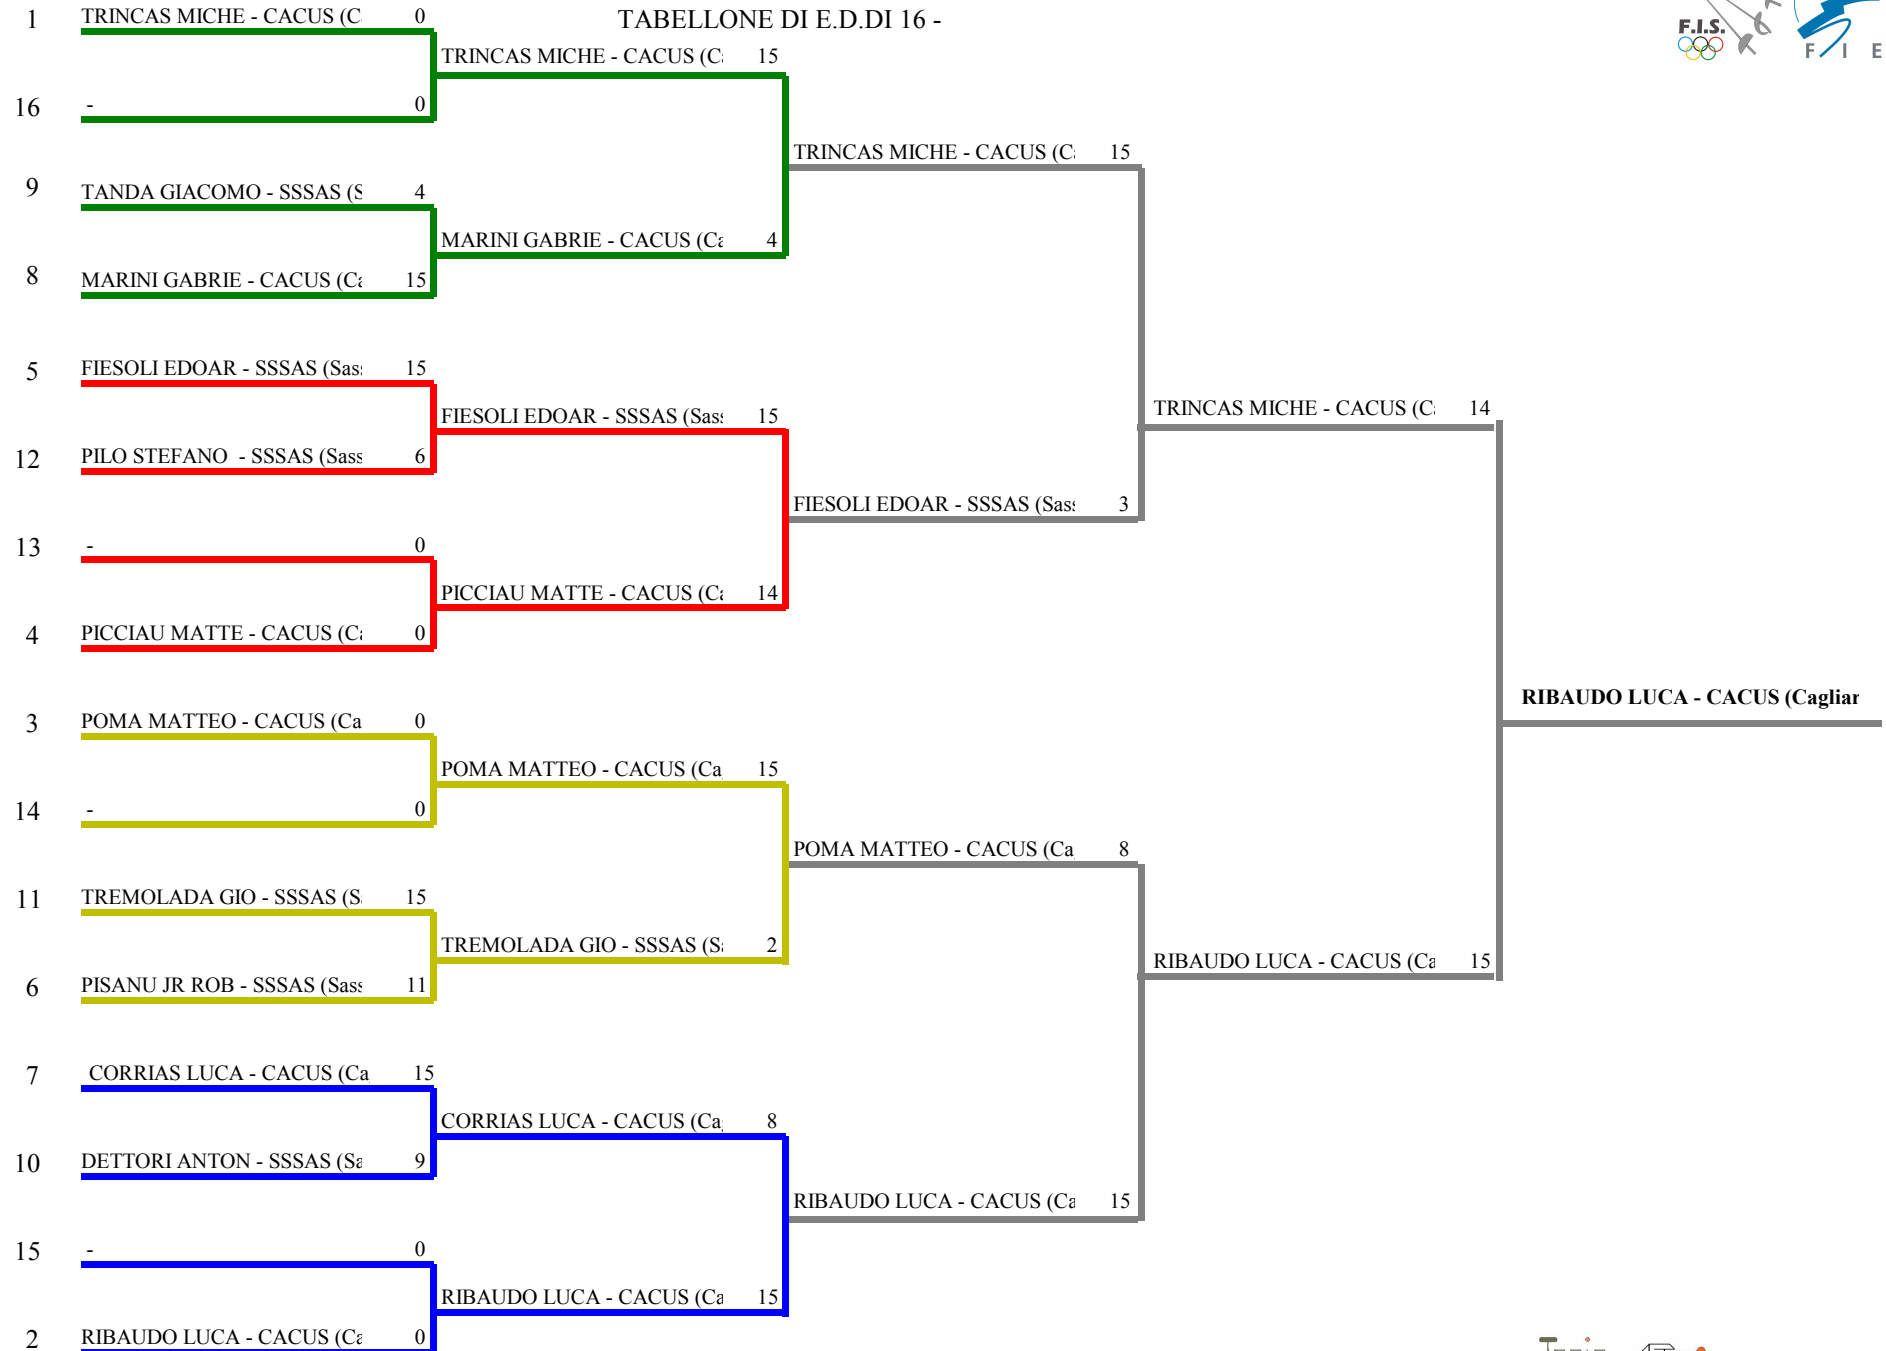 TABELLONE DI E.D.DI 16 -
F.I.S.
F I E
1 TRINCAS MICHE - CACUS (C 0
TRINCAS MICHE - CACUS (C 15
16 - 0
TRINCAS MICHE - CACUS (C 15
9 TANDA GIACOMO - SSSAS (S 4
MARINI GABRIE - CACUS (Ca 4
8 MARINI GABRIE - CACUS (Ca 15
5 FIESOLI EDOAR - SSSAS (Sas 15
FIESOLI EDOAR - SSSAS (Sas 15
TRINCAS MICHE - CACUS (C 14
12 PILO STEFANO - SSSAS (Sass 6
FIESOLI EDOAR - SSSAS (Sas 3
13 - 0
PICCIAU MATTE - CACUS (Ca 14
4 PICCIAU MATTE - CACUS (C 0
RIBAUDO LUCA - CACUS (Cagliar
3 POMA MATTEO - CACUS (Ca 0
POMA MATTEO - CACUS (Ca 15
14 - 0
POMA MATTEO - CACUS (Ca 8
11 TREMOLADA GIO - SSSAS (S 15
TREMOLADA GIO - SSSAS (S 2
RIBAUDO LUCA - CACUS (Ca 15
6 PISANU JR ROB - SSSAS (Sass 11
7 CORRIAS LUCA - CACUS (Ca 15
CORRIAS LUCA - CACUS (Ca 8
10 DETTORI ANTON - SSSAS (Sa 9
RIBAUDO LUCA - CACUS (Ca 15
15 - 0
RIBAUDO LUCA - CACUS (Ca 15
2 RIBAUDO LUCA - CACUS (Ca 0